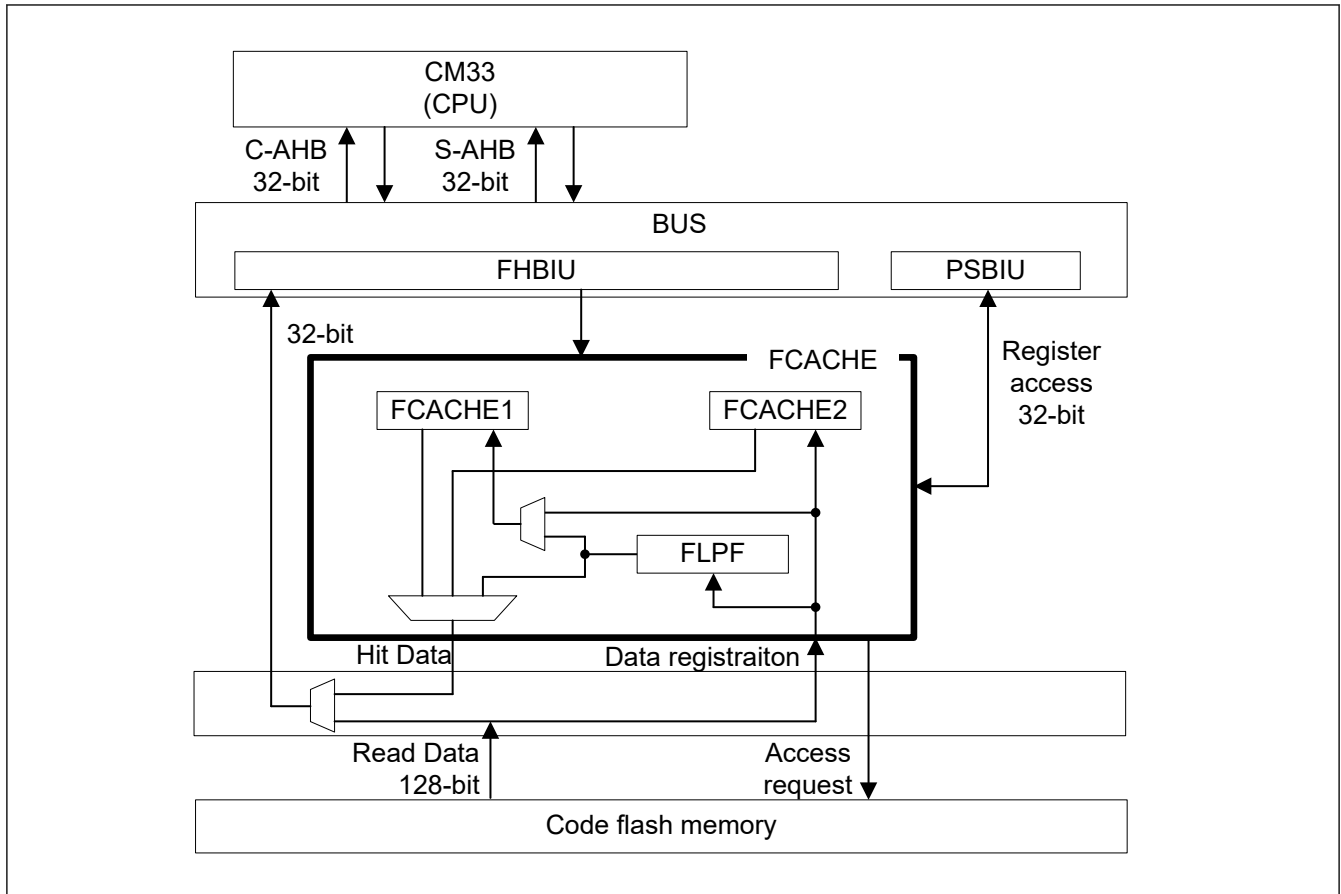 CM33
(CPU)
C-AHB
32-bit
S-AHB
32-bit
BUS
FHBIU
PSBIU
32-bit
FCACHE
Register
access
32-bit
FCACHE1
FCACHE2
FLPF
Hit Data
Data registraiton
Read Data
128-bit
Access
request
Code flash memory